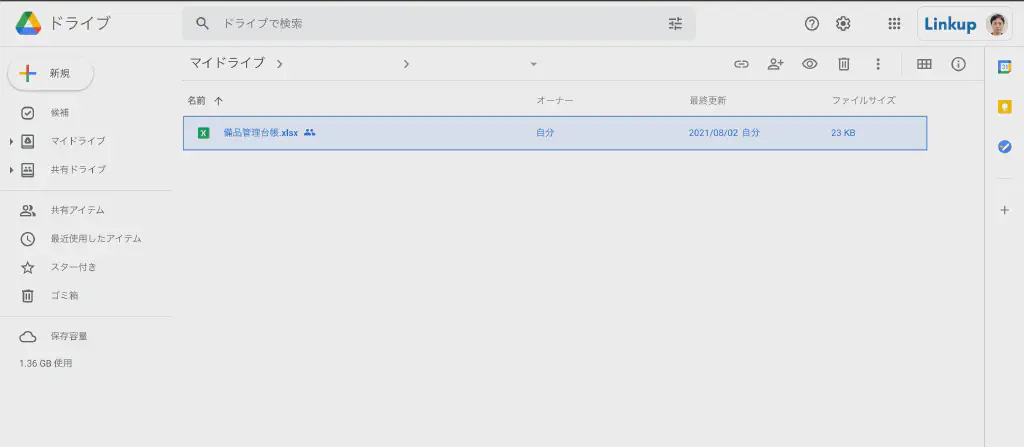 ドライブ
ドライブで検索
Linkup
新規
候補
マイドライブ
共有ドライブ
共有アイテム
最近使用したアイテム
スター付き
ゴミ箱
保存容量
1.36 GB 使用
マイドライブ
名前 オーナー 最終更新 ファイルサイズ
X 備品管理台帳.xlsx 自分 2021/08/02 自分 23 KB
31